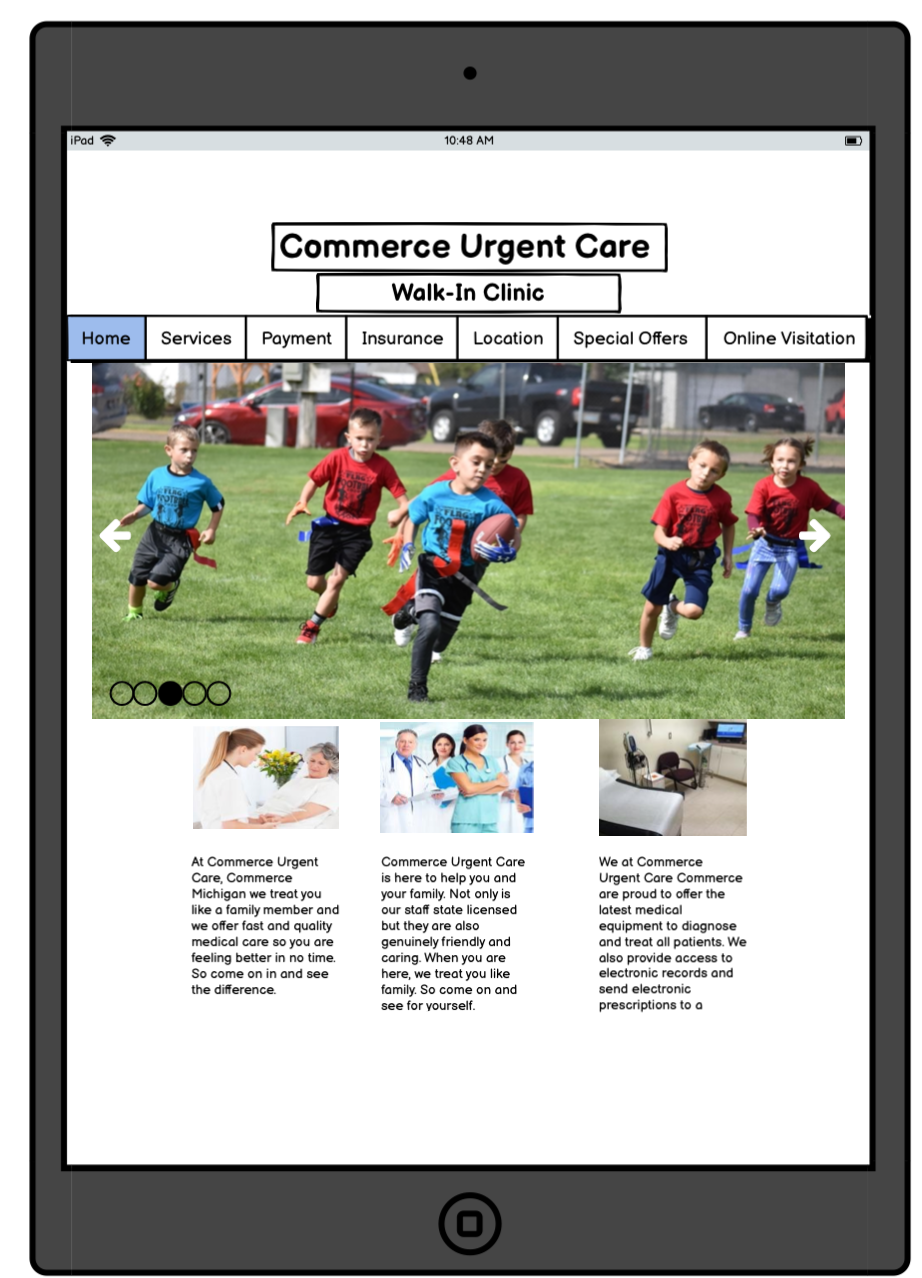 iPad
10:48 AM
Commerce Urgent Care
Walk-In Clinic
Home
Services
Payment
Insurance
Location
Special Offers
Online Visitation
FLAG
FLAG
At Commerce Urgent
Care, Commerce
Michigan we treat you
like a family member and
we offer fast and quality
medical care so you are
feeling better in no time.
So come on in and see
the difference.
Commerce Urgent Care
is here to help you and
your family. Not only is
our staff state licensed
but they are also
genuinely friendly and
caring. When you are
here, we treat you like
family. So come on and
see for yourself.
We at Commerce
Urgent Care Commerce
are proud to offer the
latest medical
equipment to diagnose
and treat all patients. We
also provide access to
electronic records and
send electronic
prescriptions to a